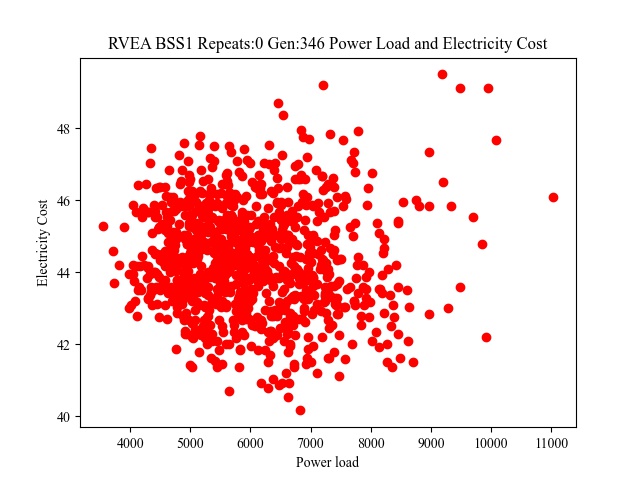 RVEA BSS1 Repeats:0 Gen:346 Power Load and Electricity Cost
48
46
44
42
40
Electricity Cost
4000 5000 6000 7000 8000 9000 10000 11000
Power load